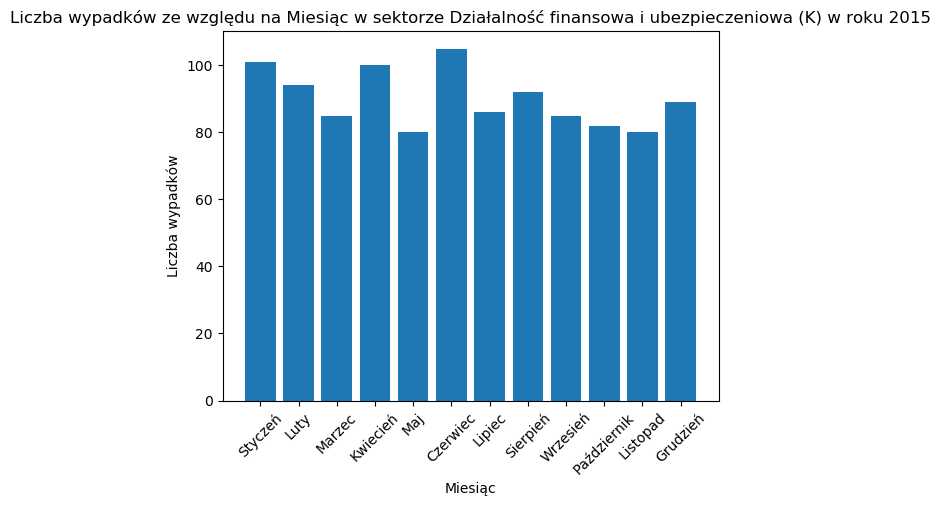 Liczba wypadków ze względu na Miesiąc w sektorze Działalność finansowa i ubezpieczeniowa (K) w roku 2015
100
80
60
40
20
0
Liczba wypadków
Styczeń
Luty
Marzec
Kwiecień
Maj
Czerwiec
Lipiec
Sierpień
Wrzesień
Październik
Listopad
Grudzień
Miesiąc